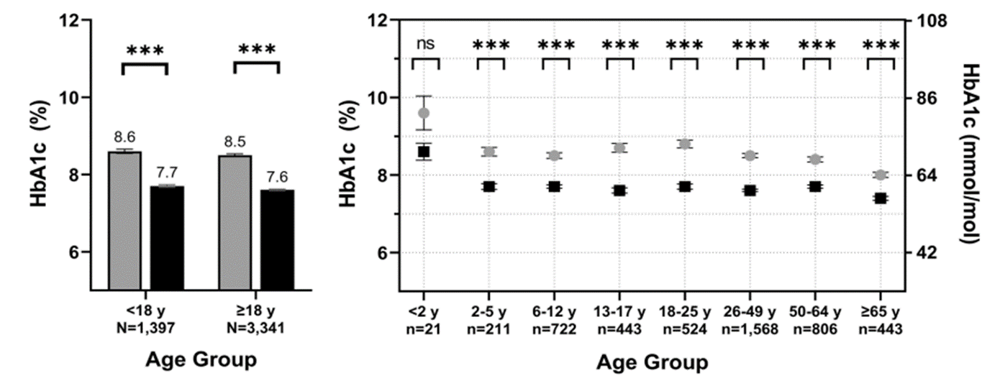 12
10
8
6
HbA1c (%)
*** ***
8.6 7.7 8.5 7.6
<18 y ≥18 y
N=1,397 N=3,341
Age Group
12
10
8
6
HbA1c (%)
ns *** *** *** *** *** *** ***
108
86
64
42
HbA1c (mmol/mol)
<2 y 2-5 y 6-12 y 13-17 y 18-25 y 26-49 y 50-64 y ≥65 y
n=21 n=211 n=722 n=443 n=524 n=1,568 n=806 n=443
Age Group